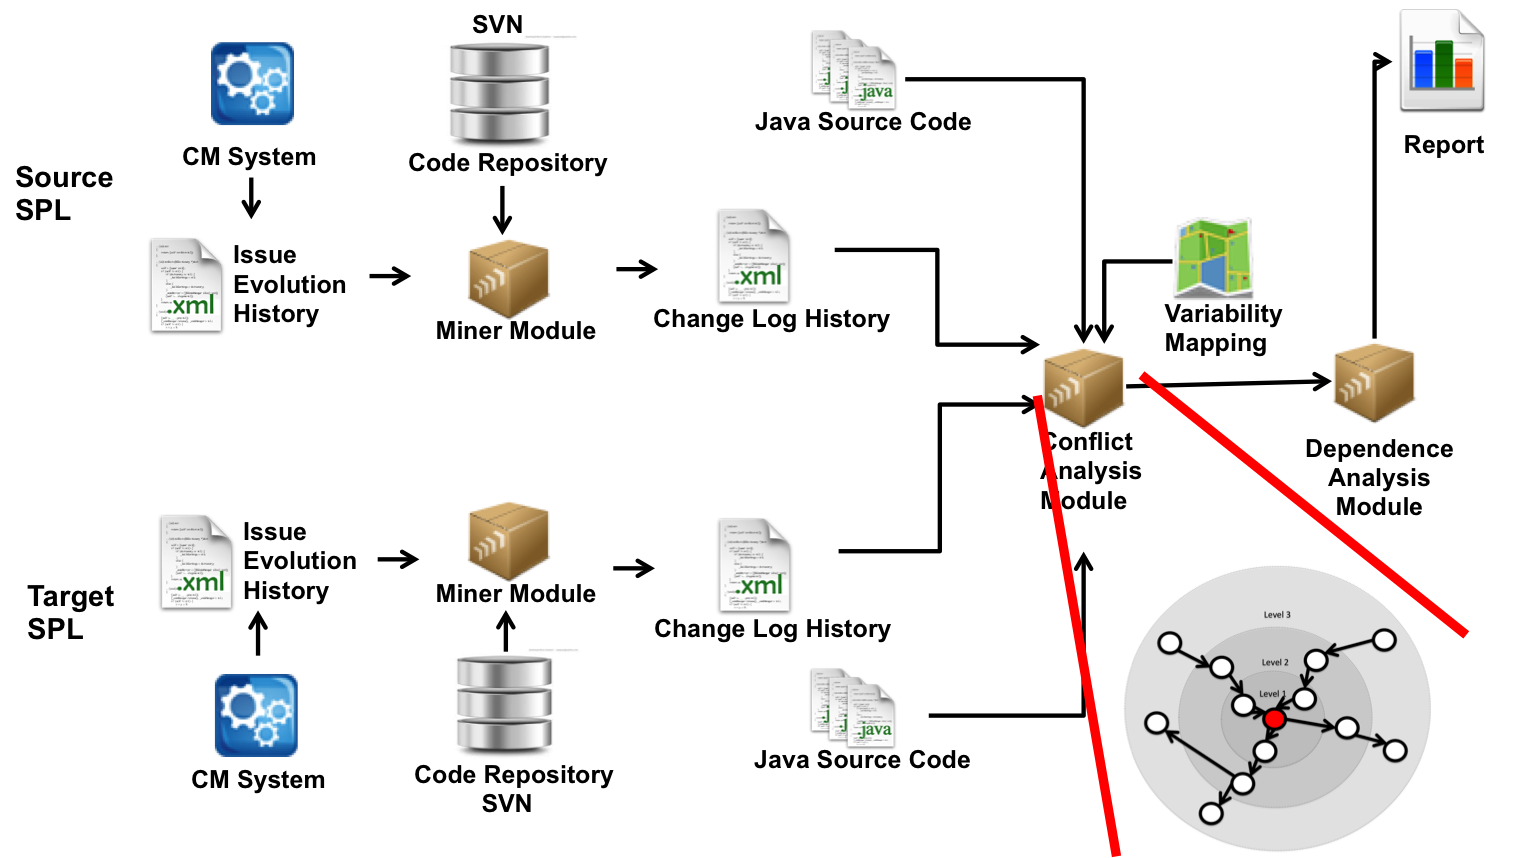 SVN
CM System
Code Repository
.java
Java Source Code
Report
Source
SPL
.xml
Issue
Evolution
History
Miner Module
.xml
Change Log History
Variability
Mapping
Conflict
Analysis
Module
Dependence
Analysis
Module
Target
SPL
.xml
Issue
Evolution
History
Miner Module
.xml
Change Log History
CM System
Code Repository
SVN
.java
Java Source Code
Level 3
Level 2
Level 1